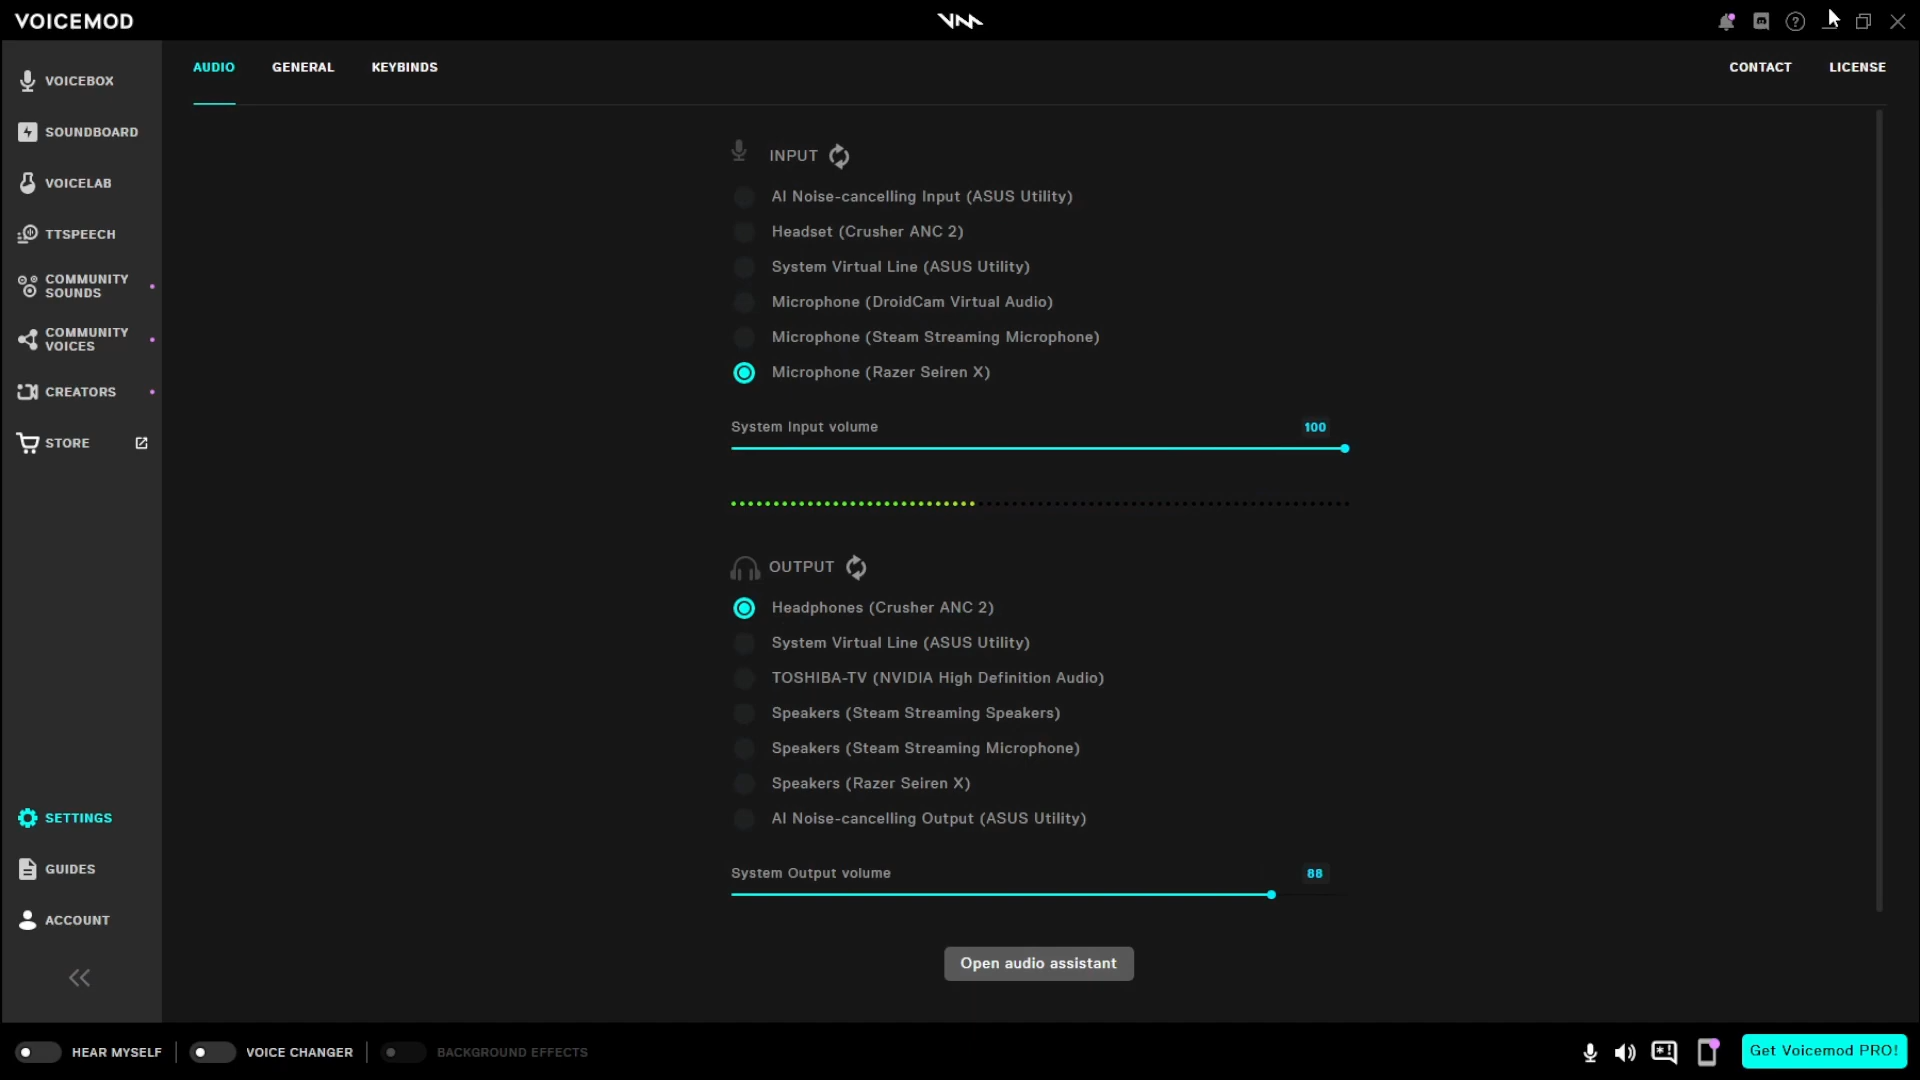 VOICEMOD
AUDIO GENERAL KEYBINDS CONTACT LICENSE
VOICEBOX
SOUNDBOARD
VOICELAB
TTSPEECH
COMMUNITY
SOUNDS
COMMUNITY
VOICES
CREATORS
STORE
SETTINGS
GUIDES
ACCOUNT
INPUT
AI Noise-cancelling Input (ASUS Utility)
Headset (Crusher ANC 2)
System Virtual Line (ASUS Utility)
Microphone (DroidCam Virtual Audio)
Microphone (Steam Streaming Microphone)
Microphone (Razer Seiren X)
System Input volume 100
OUTPUT
Headphones (Crusher ANC 2)
System Virtual Line (ASUS Utility)
TOSHIBA-TV (NVIDIA High Definition Audio)
Speakers (Steam Streaming Speakers)
Speakers (Steam Streaming Microphone)
Speakers (Razer Seiren X)
AI Noise-cancelling Output (ASUS Utility)
System Output volume 88
Open audio assistant
HEAR MYSELF VOICE CHANGER BACKGROUND EFFECTS Get Voicemod PRO!